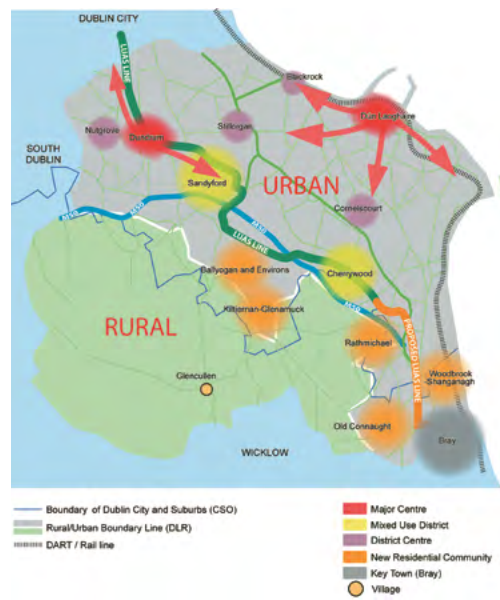 DUBLIN CITY
LUAS LINE
Blackrock
Dun Laoghaire
Nutgrove
Dundrum
Stillorgan
SOUTH
DUBLIN
Sandyford
URBAN
M50
M50
Cornelscourt
LUAS LINE
Ballyogan and Environs
Cherrywood
M50
Kiltiernan-Glenamuck
RURAL
PROPOSED LUAS LINE
Rathmichael
Glencullen
Woodbrook
-Shanganagh
Old Connaught
Bray
WICKLOW
Boundary of Dublin City and Suburbs (CSO)
Rural/Urban Boundary Line (DLR)
DART / Rail line
Major Centre
Mixed Use District
District Centre
New Residential Community
Key Town (Bray)
Village